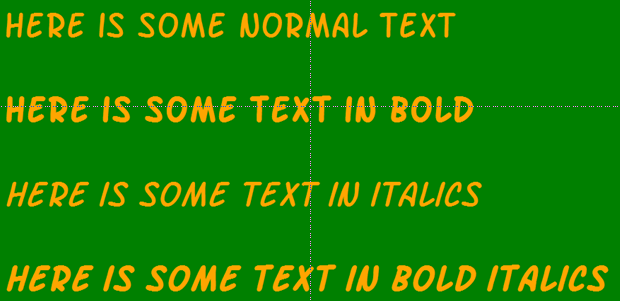 HERE IS SOME NORMAL TEXT
HERE IS SOME TEXT IN BOLD
HERE IS SOME TEXT IN ITALICS
HERE IS SOME TEXT IN BOLD ITALICS